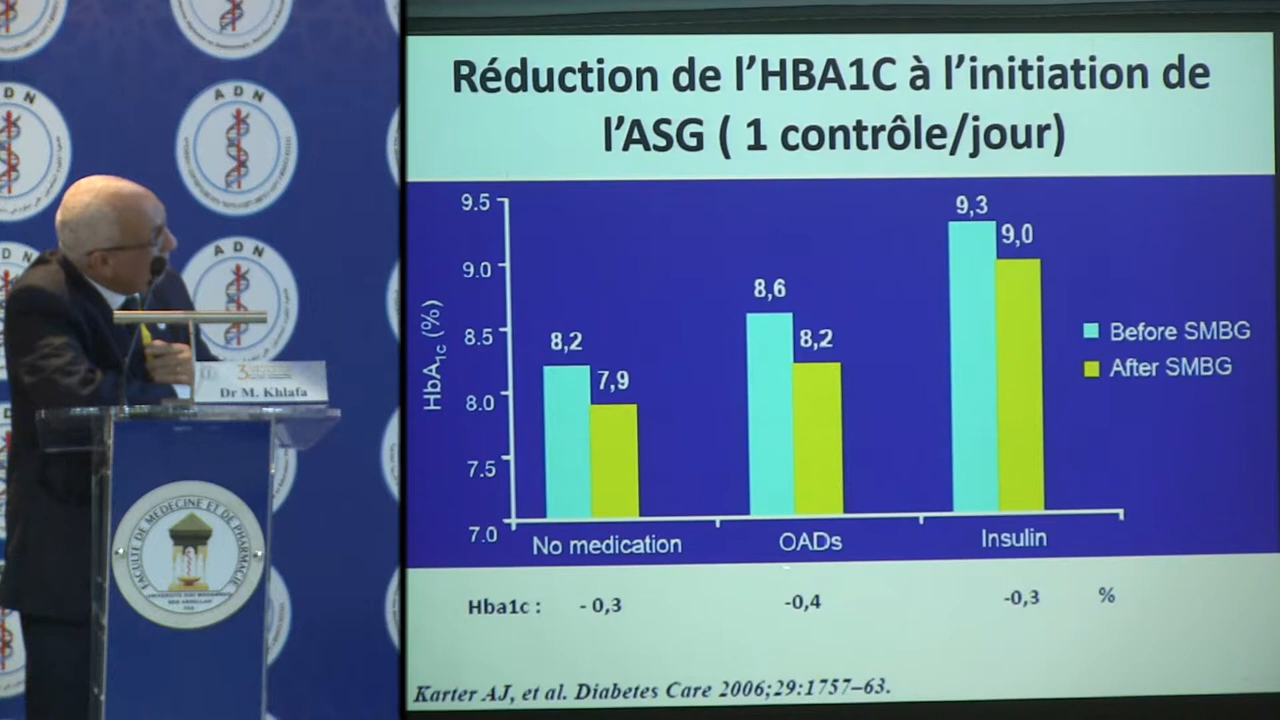 Réduction de l'HBA1C à l'initiation de
l'ASG ( 1 contrôle/jour)
9.5
9.0
8.5
8.0
7.5
7.0
HbA1c (%)
8,2
7,9
8,6
8,2
9,3
9,0
Before SMBG
After SMBG
No medication
OADs
Insulin
Hba1c : - 0,3 -0,4 -0,3 %
Karter AJ, et al. Diabetes Care 2006;29:1757–63.
ADN
ADN
ADN
Dr M. Khlafa
FACULTE DE MEDECINE ET DE PHARMACIE